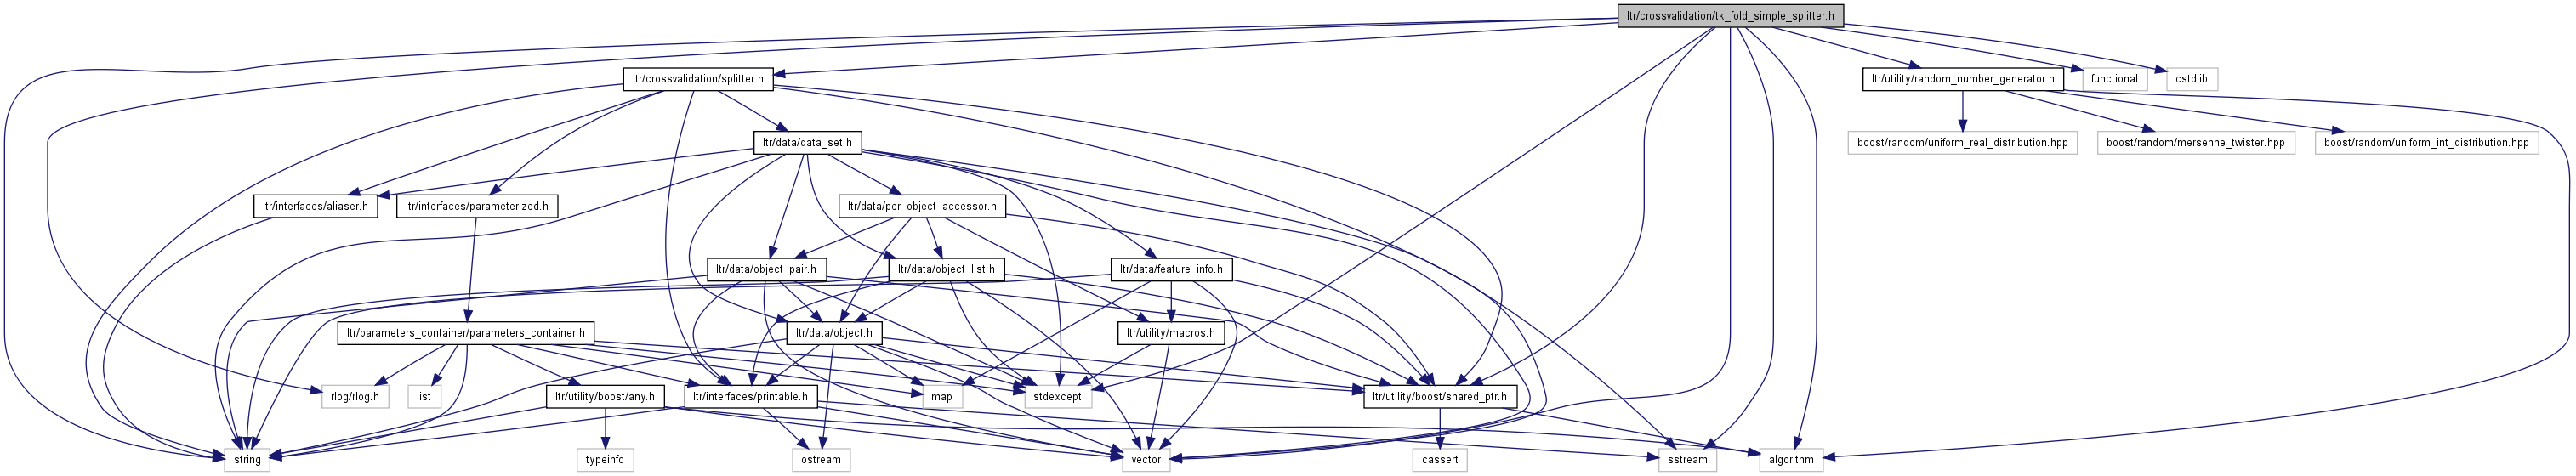 ltr/crossvalidation/tk_fold_simple_splitter.h
ltr/crossvalidation/splitter.h
ltr/utility/random_number_generator.h
functional
cstdlib
ltr/data/data_set.h
boost/random/uniform_real_distribution.hpp
boost/random/mersenne_twister.hpp
boost/random/uniform_int_distribution.hpp
ltr/interfaces/aliaser.h
ltr/interfaces/parameterized.h
ltr/data/per_object_accessor.h
ltr/data/object_pair.h
ltr/data/object_list.h
ltr/data/feature_info.h
ltr/parameters_container/parameters_container.h
ltr/data/object.h
ltr/utility/macros.h
rlog/rlog.h
list
ltr/utility/boost/any.h
ltr/interfaces/printable.h
map
stdexcept
ltr/utility/boost/shared_ptr.h
string
typeinfo
ostream
vector
cassert
sstream
algorithm